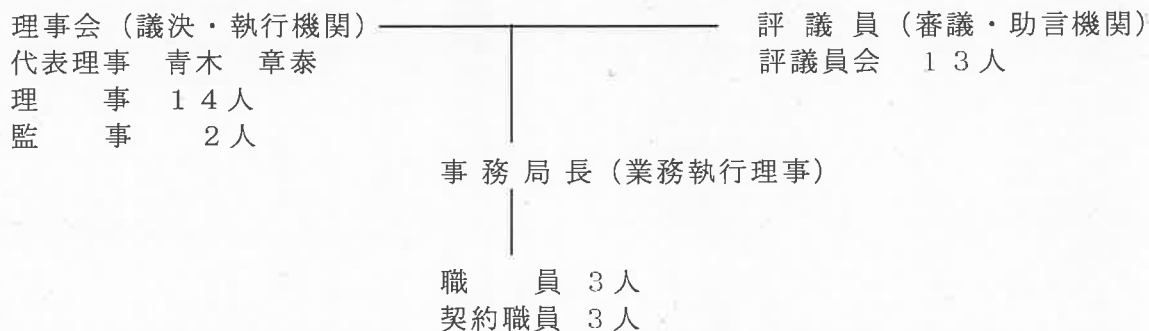 理事会（議決・執行機関）
代表理事　青木　章泰
理　　事　１４人
監　　事　　２人
評 議 員（審議・助言機関）
評議員会　１３人
事 務 局 長（業務執行理事）
職　　員　３人
契約職員　３人